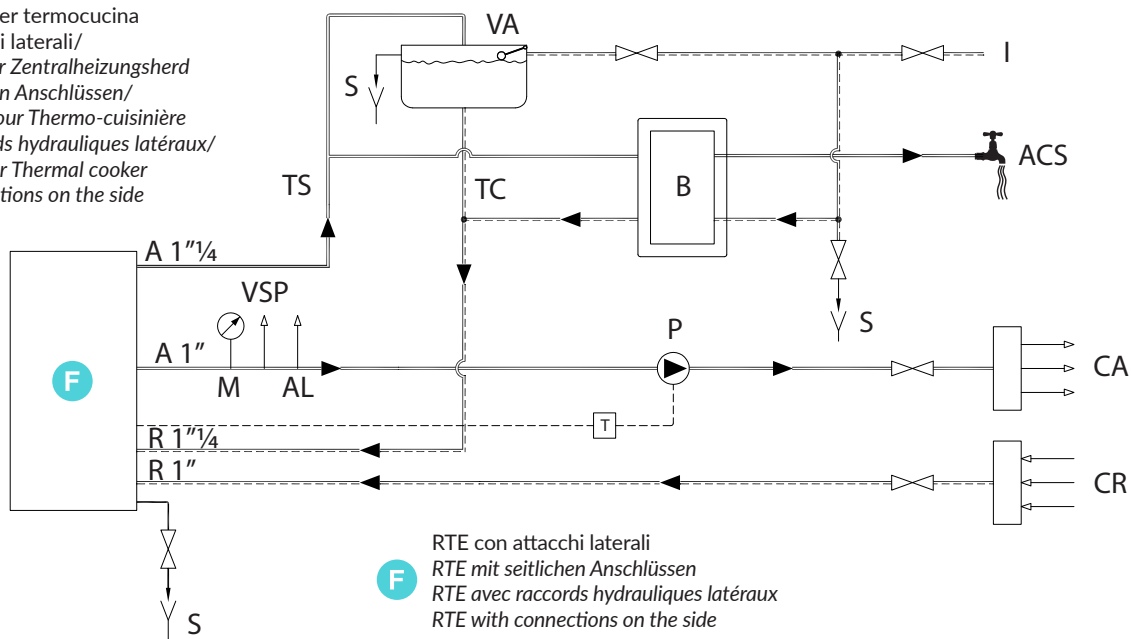 er termocucina
i laterali/
r Zentralheizungsherd
n Anschlüssen/
our Thermo-cuisinière
ds hydrauliques latéraux/
r Thermal cooker
tions on the side
VA
I
S
TS
TC
B
ACS
A 1"¼
VSP
S
P
A 1"
F
M
AL
CA
T
R 1"¼
R 1"
CR
S
F
RTE con attacchi laterali
RTE mit seitlichen Anschlüssen
RTE avec raccords hydrauliques latéraux
RTE with connections on the side